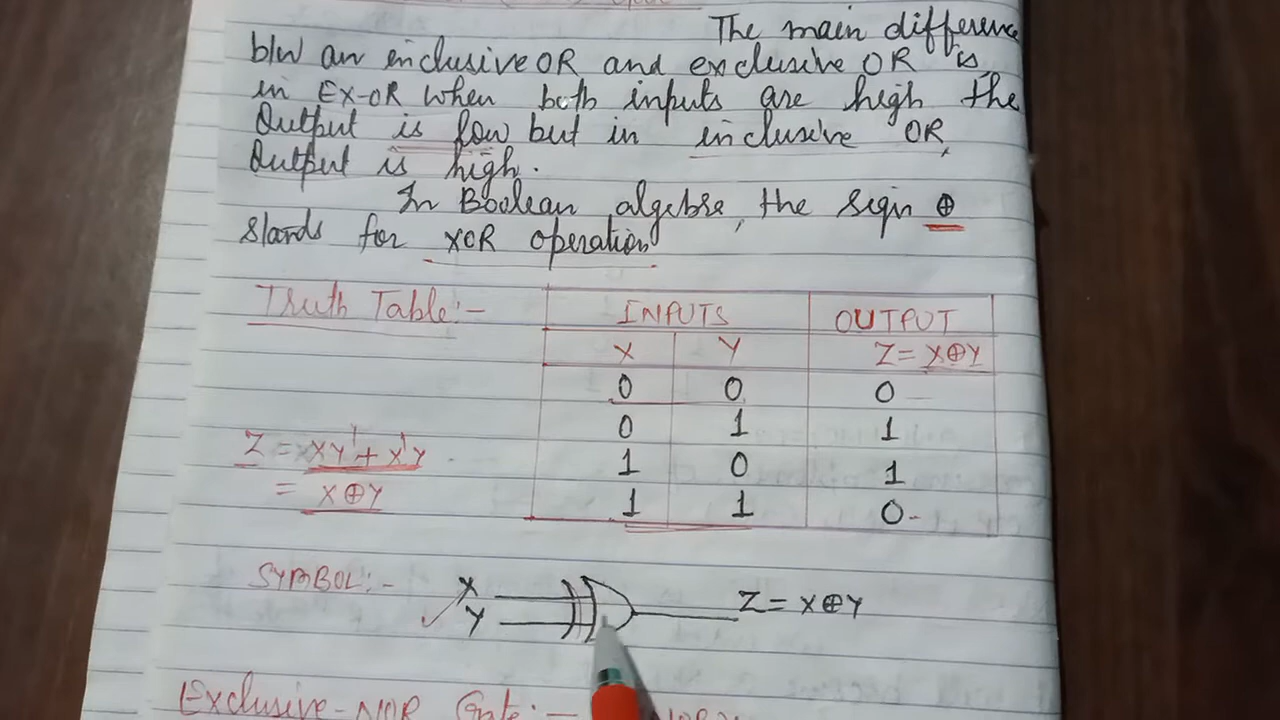 The main difference
b/w an inclusive OR and exclusive OR is
in EX-OR when both inputs are high the
Output is low but in inclusive OR,
Output is high.
In Boolean algebra, the sign ⊕
stands for XOR operation
Truth Table:-
INPUTS OUTPUT
X Y Z = X⊕Y
0 0 0
0 1 1
1 0 1
1 1 0
Z = XY' + X'Y
= X⊕Y
SYMBOL:-
X
Y
Z = X⊕Y
Exclusive-NOR Gate:-